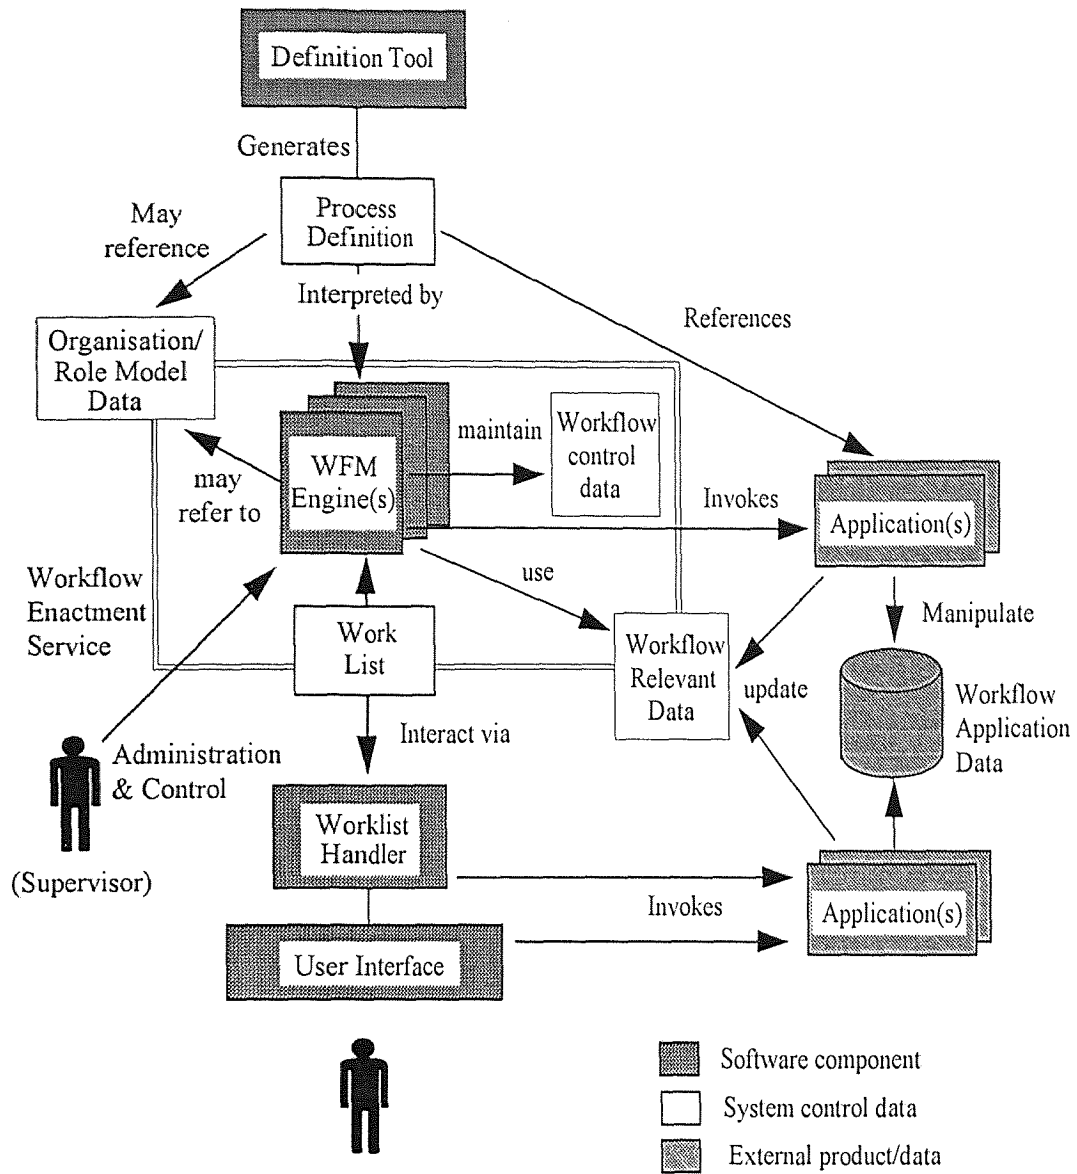 Definition Tool
Generates
Process
Definition
May
reference
Interpreted by
References
Organisation/
Role Model
Data
WFM
Engine(s)
maintain
Workflow
control
data
may
refer to
Invokes
Application(s)
use
Workflow
Enactment
Service
Work
List
Workflow
Relevant
Data
Manipulate
update
Workflow
Application
Data
Interact via
Administration
& Control
(Supervisor)
Worklist
Handler
Invokes
Application(s)
User Interface
Software component
System control data
External product/data